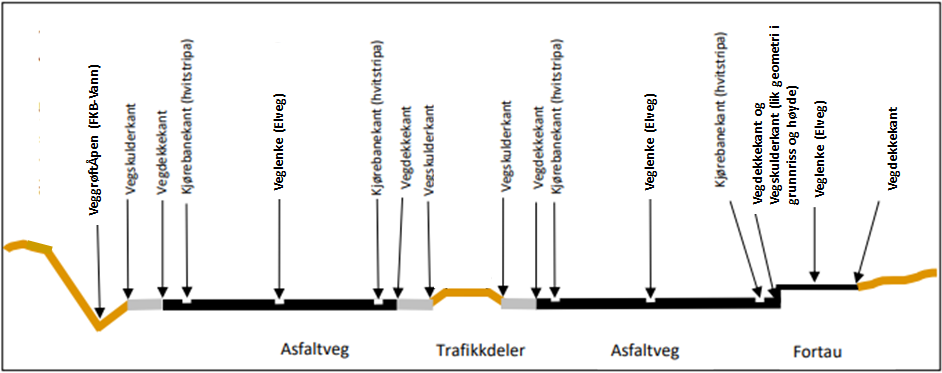 VeggrøftÅpen (FKB-Vann)
Vegskulderkant
Vegdekkekant
Kjørebanekant (hvitstripa)
Veglenke (Elveg)
Kjørebanekant (hvitstripa)
Vegdekkekant
Vegskulderkant
Vegskulderkant
Vegdekkekant
Kjørebanekant (hvitstripa)
Veglenke (Elveg)
Kjørebanekant (hvitstripa)
Vegdekkekant og
Vegskulderkant (lik geometri i
grunnriss og høyde)
Veglenke (Elveg)
Vegdekkekant
Asfaltveg
Trafikkdeler
Asfaltveg
Fortau